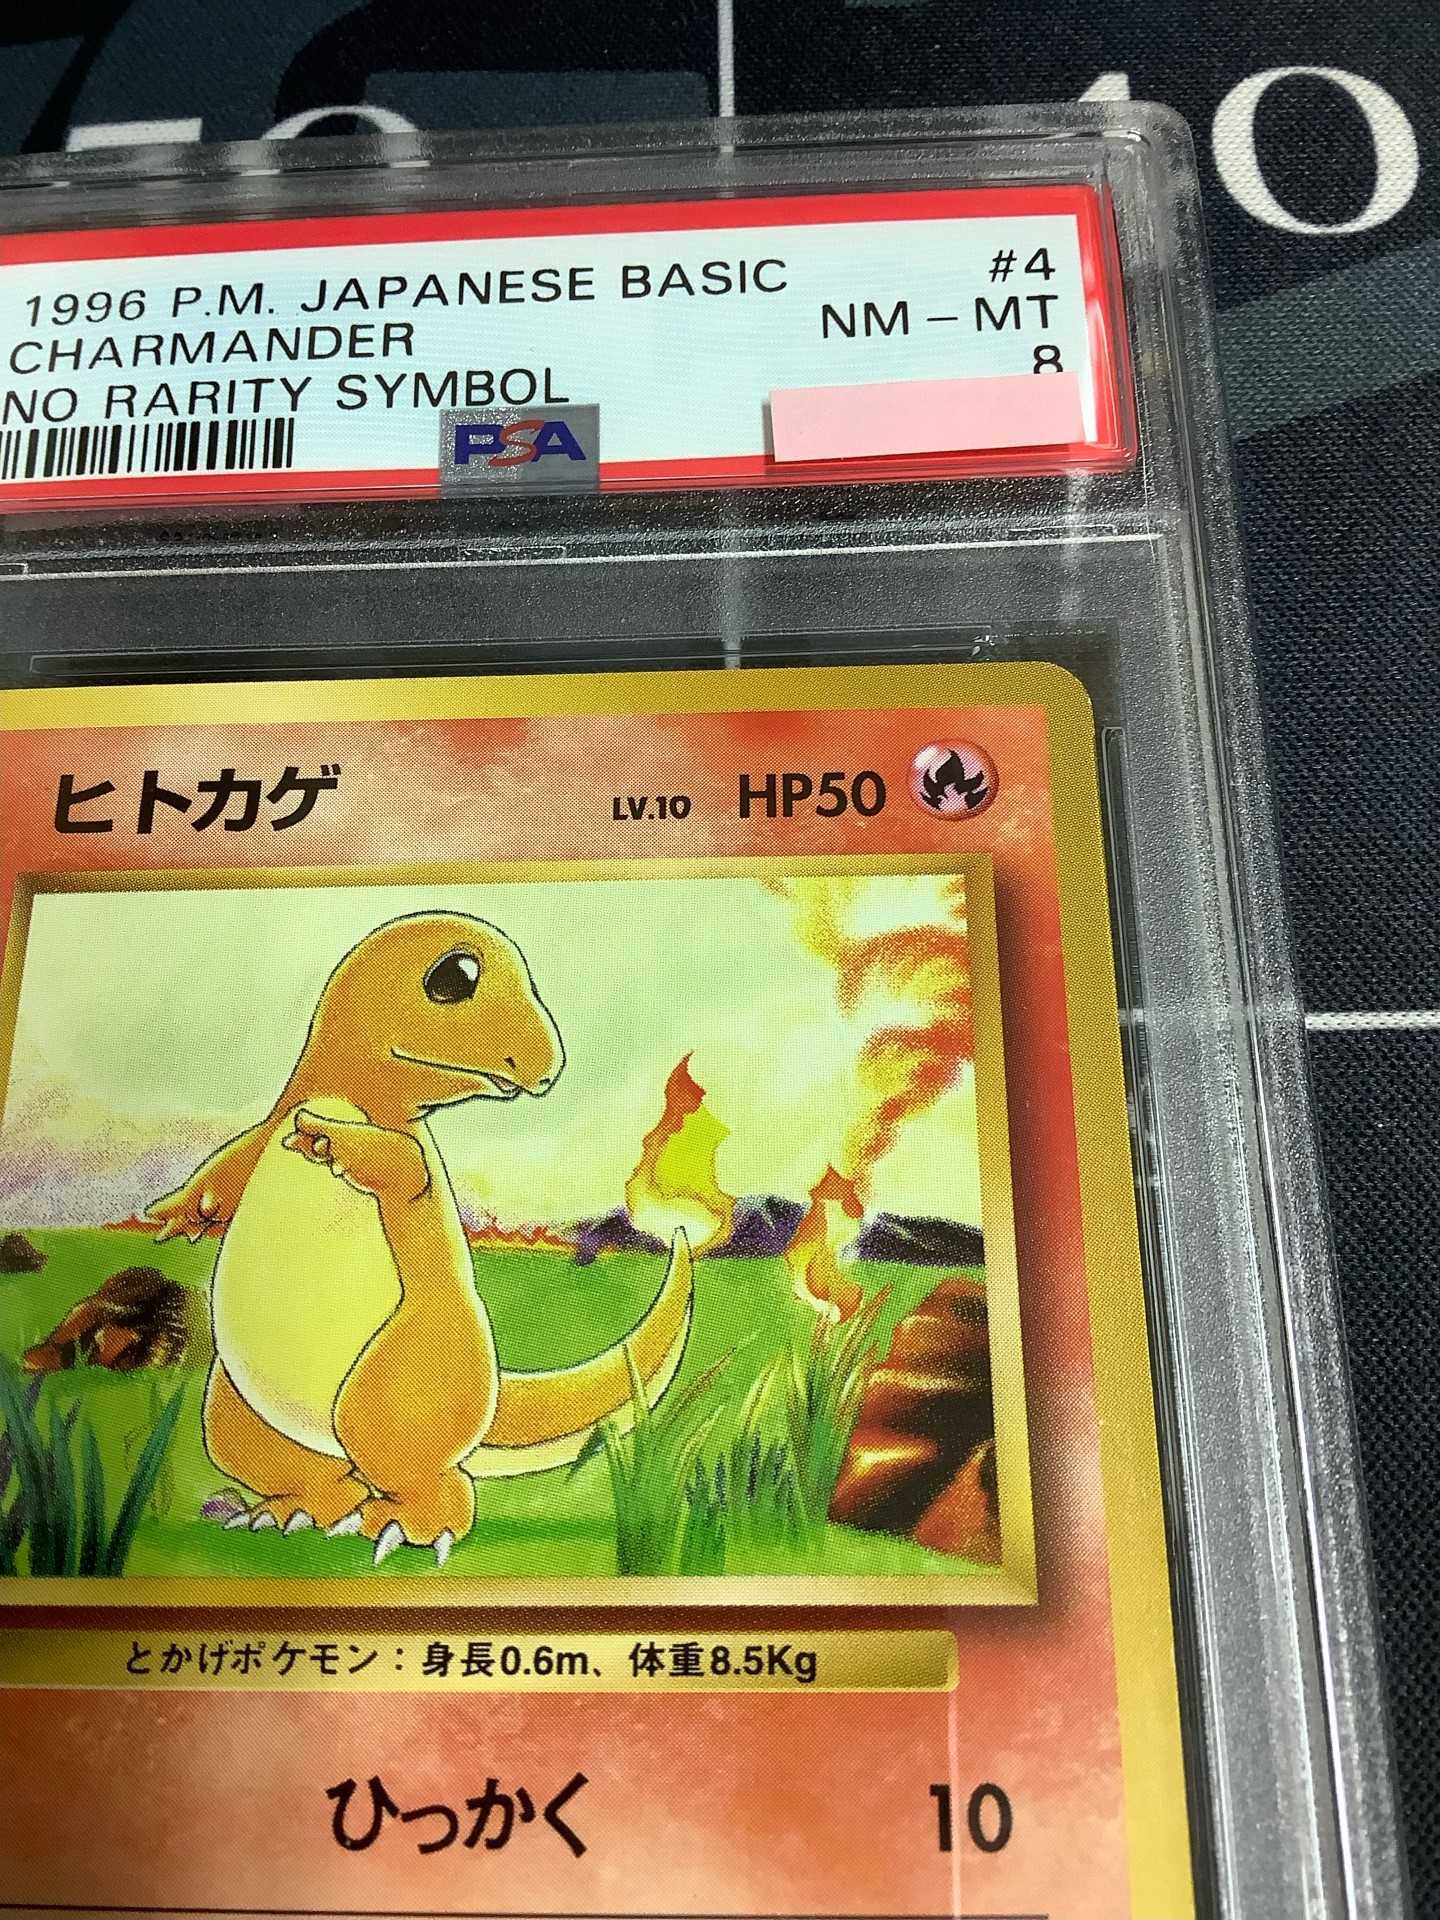 50
10
1996 P.M. JAPANESE BASIC #4
CHARMANDER NM - MT
NO RARITY SYMBOL 8
PSA
ヒトカゲ LV.10 HP50
とかげポケモン：身長0.6m、体重8.5Kg
ひっかく 10